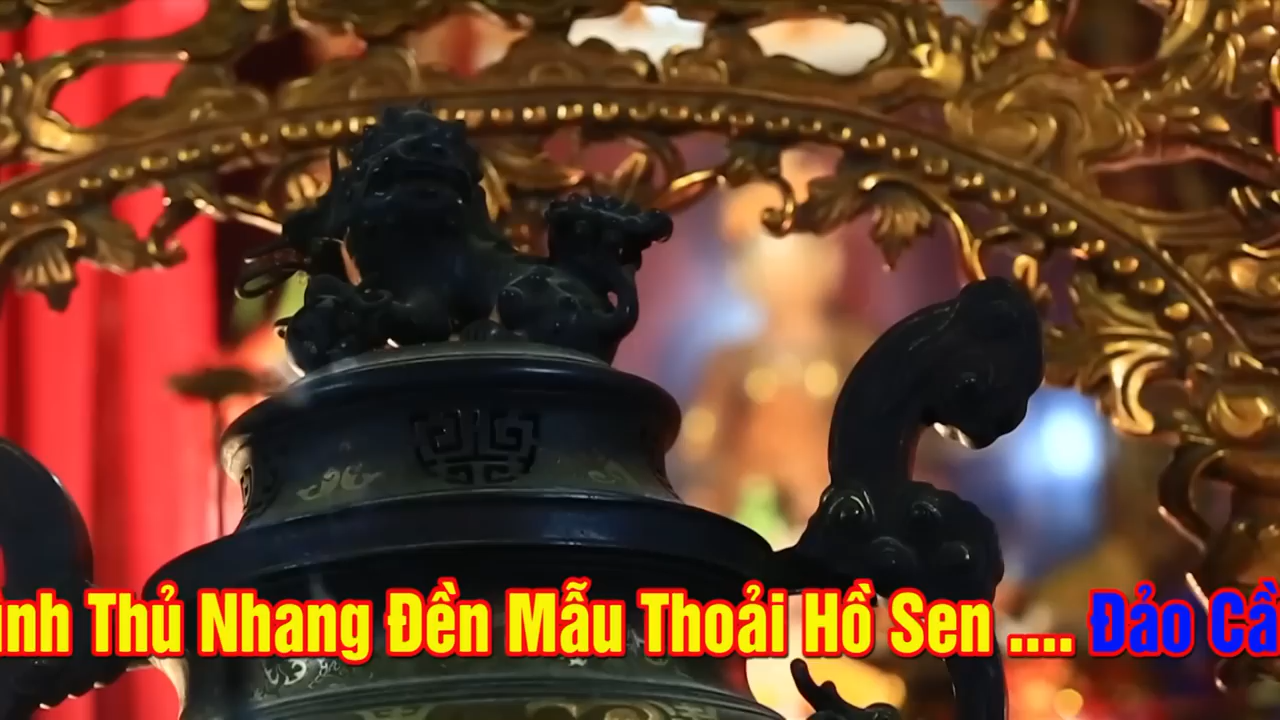 Thủ Nhang Đền Mẫu Thoải Hồ Sen .... Đảo